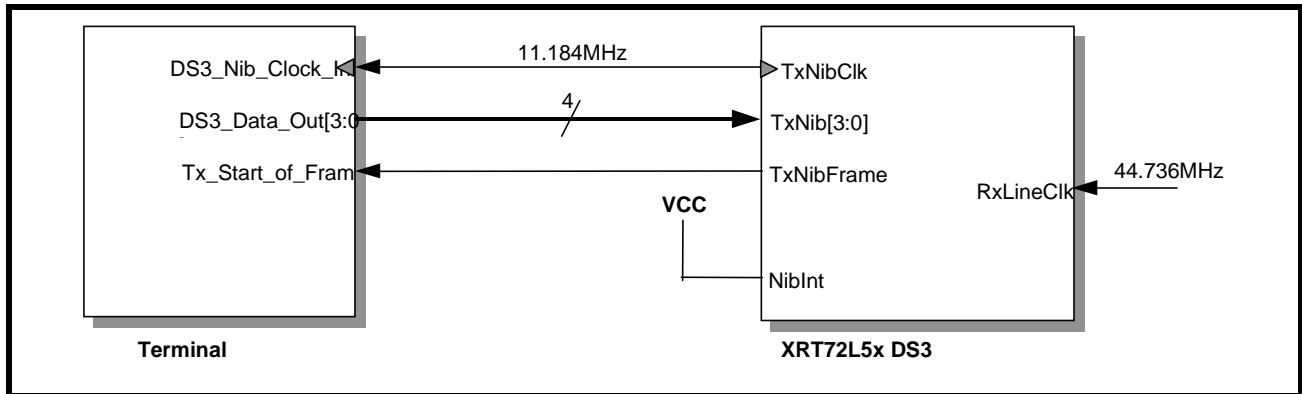 11.184MHz
DS3_Nib_Clock_In
TxNibClk
4
DS3_Data_Out[3:0
TxNib[3:0]
Tx_Start_of_Fram
TxNibFrame
44.736MHz
RxLineClk
VCC
NibInt
Terminal
XRT72L5x DS3